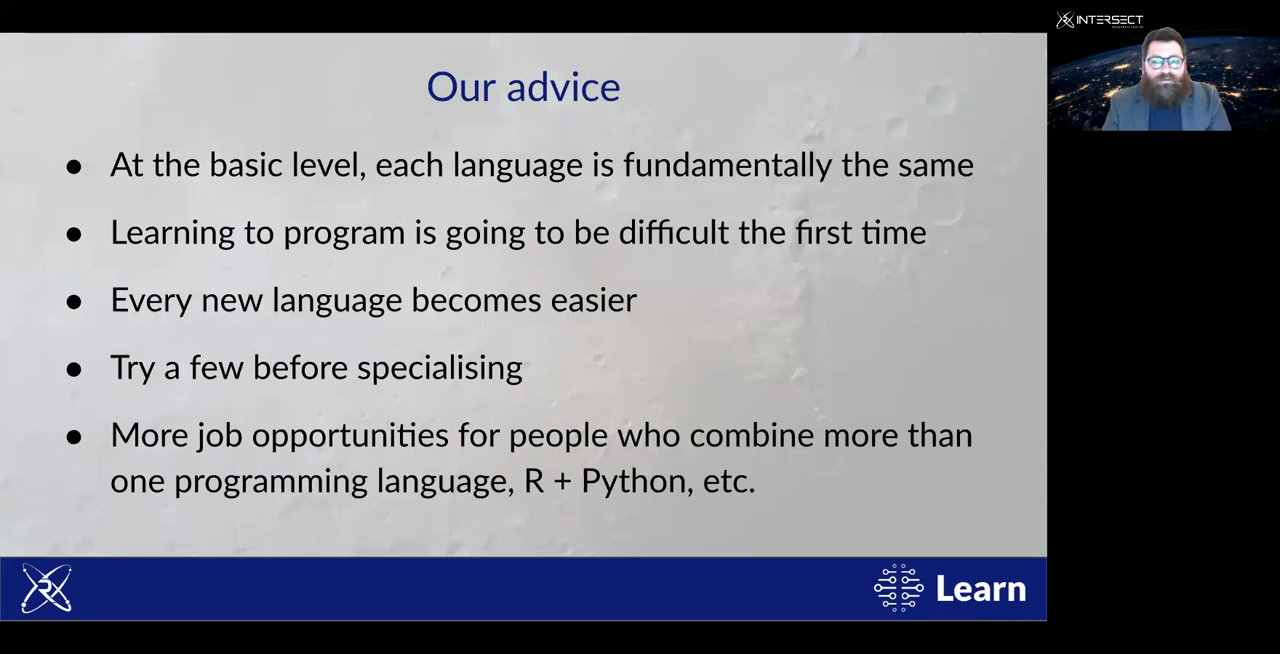 Our advice
● At the basic level, each language is fundamentally the same
● Learning to program is going to be difficult the first time
● Every new language becomes easier
● Try a few before specialising
● More job opportunities for people who combine more than
one programming language, R + Python, etc.
Learn
INTERSECT